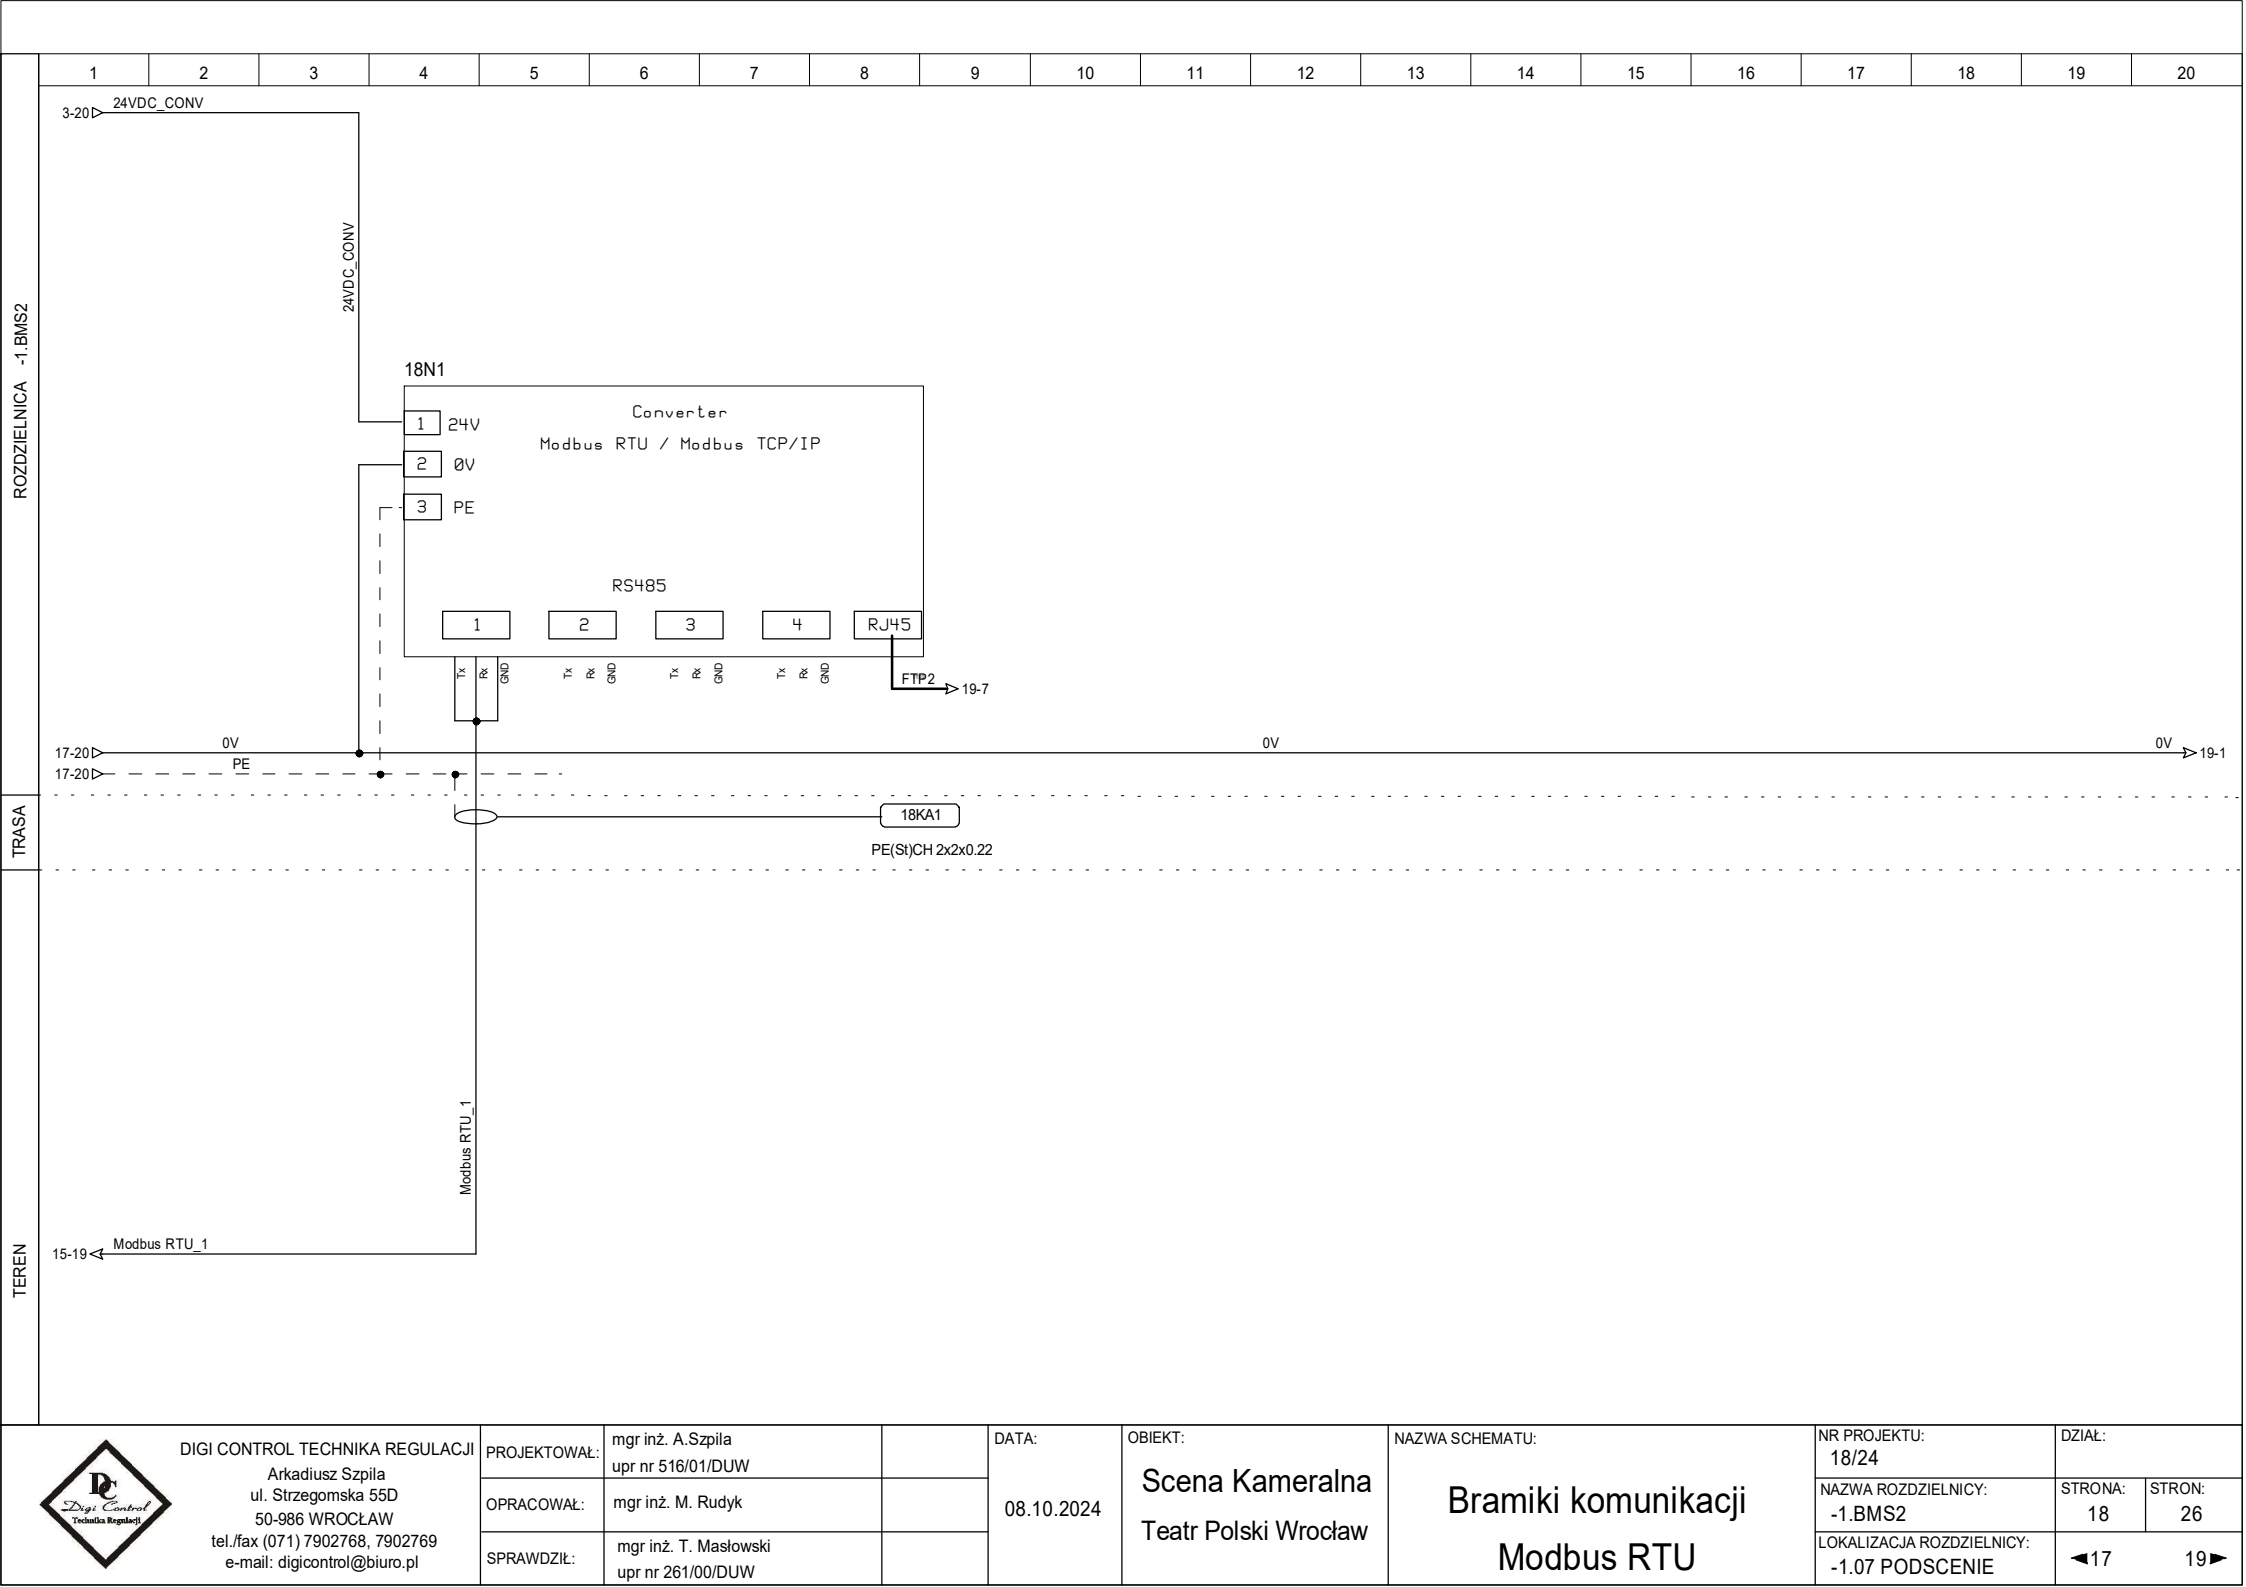 1 2 3 4 5 6 7 8 9 10 11 12 13 14 15 16 17 18 19 20
3-20 24VDC_CONV
24VDC_CONV
ROZDZIELNICA -1.BMS2
18N1
Converter
Modbus RTU / Modbus TCP/IP
1 24V
2 0V
3 PE
RS485
1 2 3 4 RJ45
Tx Rx GND Tx Rx GND Tx Rx GND Tx Rx GND
FTP2 19-7
17-20 0V 0V 0V 19-1
17-20 PE
TRASA
18KA1
PE(St)CH 2x2x0.22
Modbus RTU_1
15-19 Modbus RTU_1
TEREN
DC
Digi Control
Technika Regulacji
DIGI CONTROL TECHNIKA REGULACJI
Arkadiusz Szpila
ul. Strzegomska 55D
50-986 WROCŁAW
tel./fax (071) 7902768, 7902769
e-mail: digicontrol@biuro.pl
PROJEKTOWAŁ:
mgr inż. A.Szpila
upr nr 516/01/DUW
OPRACOWAŁ:
mgr inż. M. Rudyk
SPRAWDZIŁ:
mgr inż. T. Masłowski
upr nr 261/00/DUW
DATA:
08.10.2024
OBIEKT:
Scena Kameralna
Teatr Polski Wrocław
NAZWA SCHEMATU:
Bramiki komunikacji
Modbus RTU
NR PROJEKTU:
18/24
NAZWA ROZDZIELNICY:
-1.BMS2
LOKALIZACJA ROZDZIELNICY:
-1.07 PODSCENIE
DZIAŁ:
STRONA:
18
STRON:
26
17 19